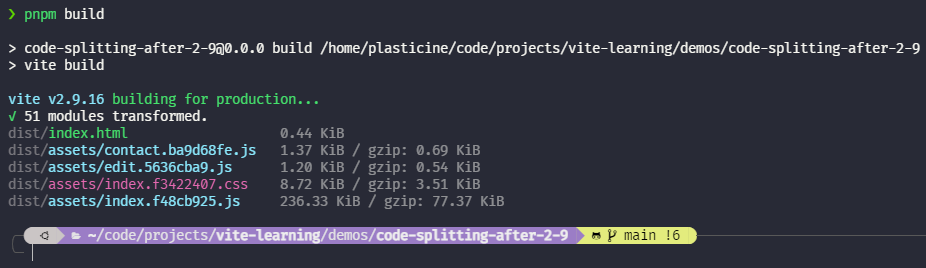 ❯ pnpm build
> code-splitting-after-2-9@0.0.0 build /home/plasticine/code/projects/vite-learning/demos/code-splitting-after-2-9
> vite build
vite v2.9.16 building for production...
✓ 51 modules transformed.
dist/index.html 0.44 KiB
dist/assets/contact.ba9d68fe.js 1.37 KiB / gzip: 0.69 KiB
dist/assets/edit.5636cba9.js 1.20 KiB / gzip: 0.54 KiB
dist/assets/index.f3422407.css 8.72 KiB / gzip: 3.51 KiB
dist/assets/index.f48cb925.js 236.33 KiB / gzip: 77.37 KiB
~/code/projects/vite-learning/demos/code-splitting-after-2-9 main !6